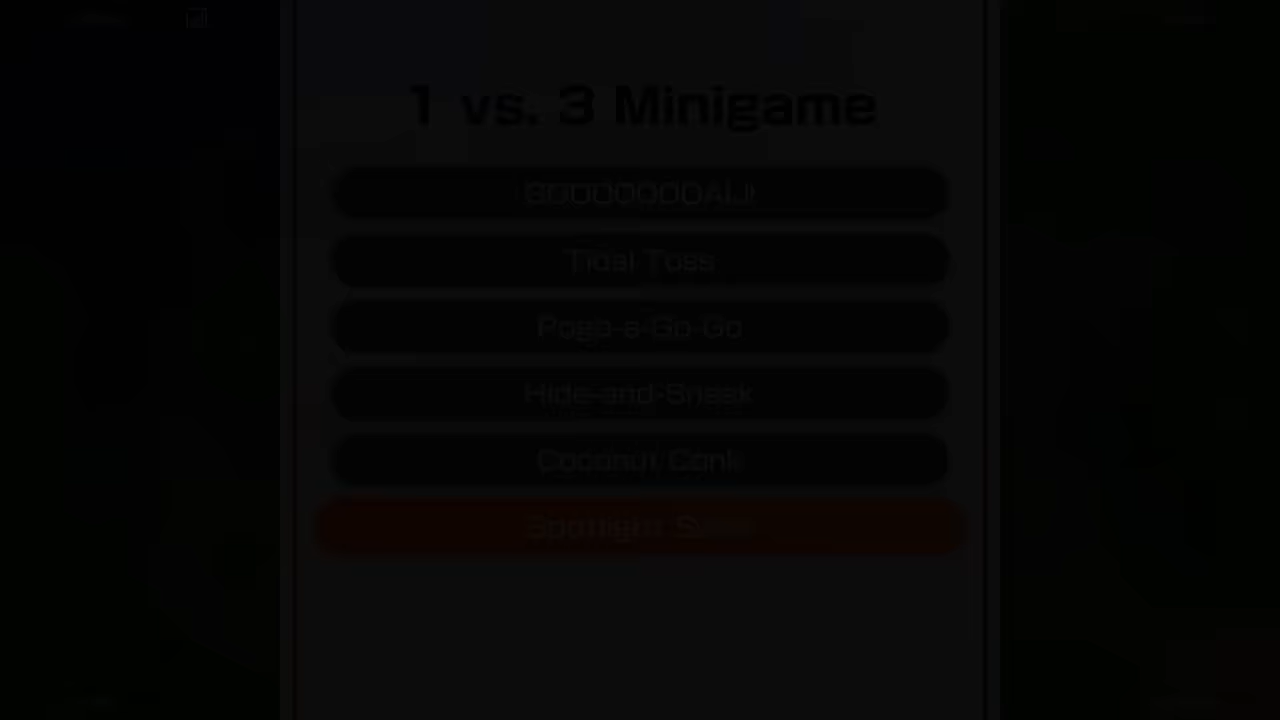 1 vs. 3 Minigame
GOOOOOOOAL!!
Tidal Toss
Pogo-a-Go-Go
Hide-and-Sneak
Coconut Conk
Spotlight Swim